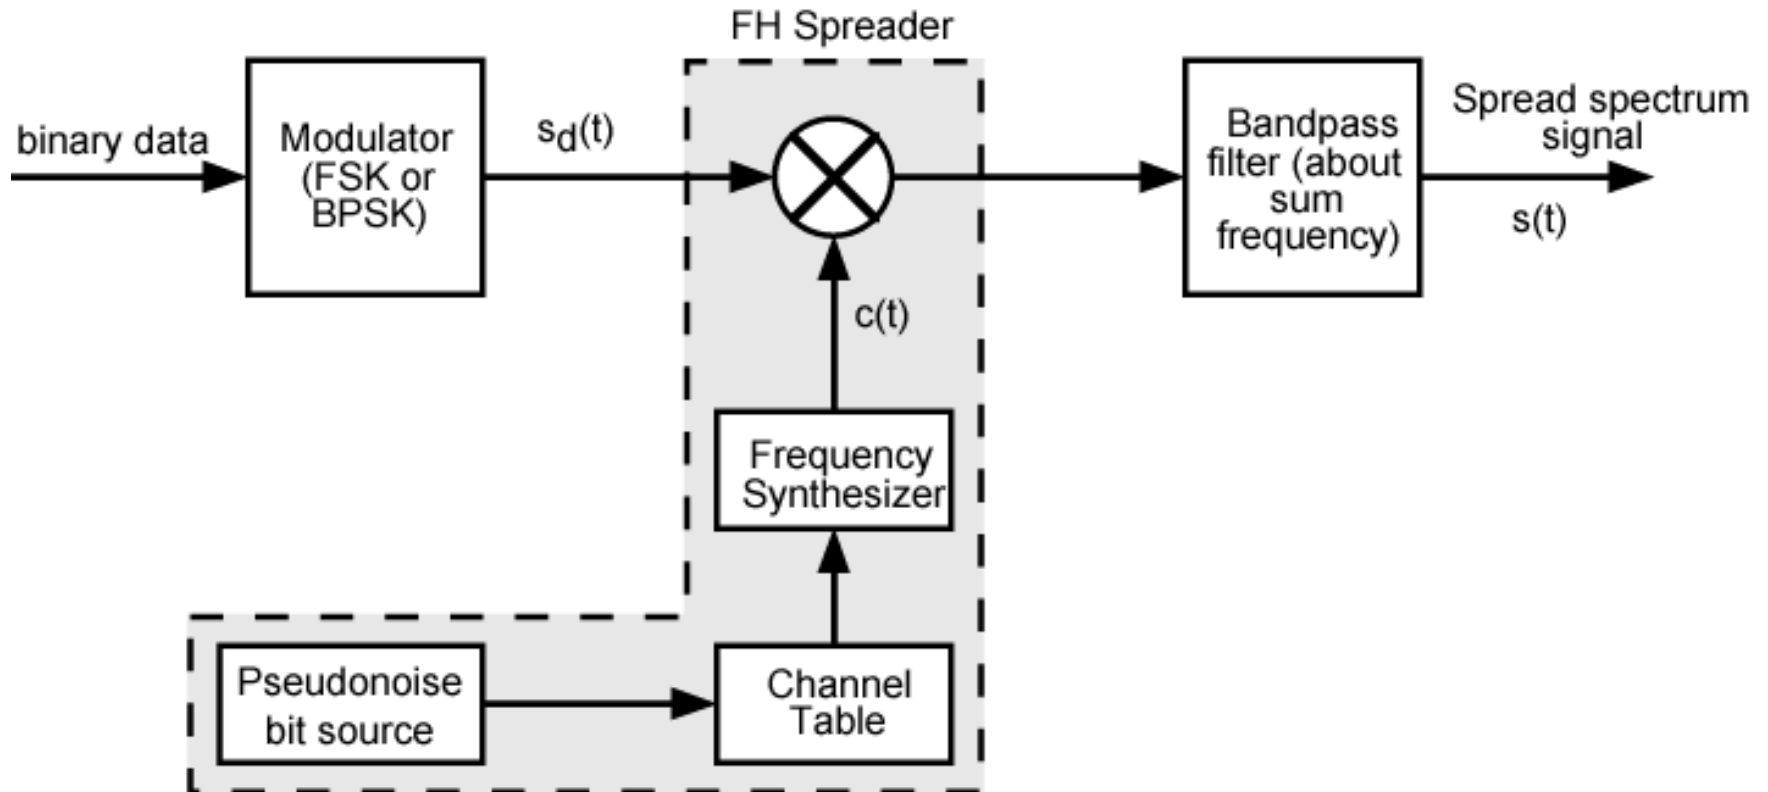 FH Spreader
binary data
Modulator
(FSK or
BPSK)
sd(t)
Bandpass
filter (about
sum
frequency)
Spread spectrum
signal
s(t)
c(t)
Frequency
Synthesizer
Pseudonoise
bit source
Channel
Table